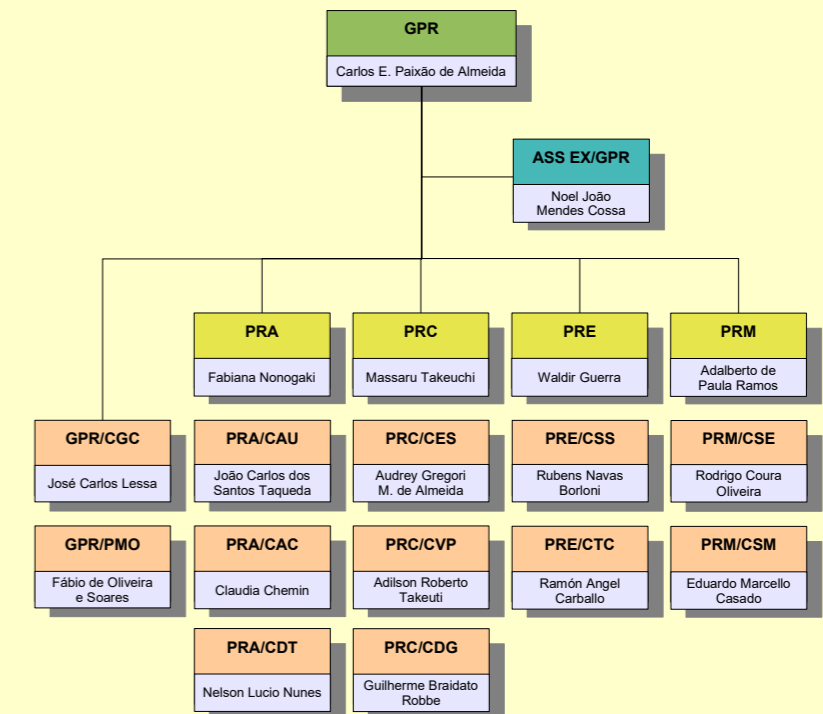 GPR
Carlos E. Paixão de Almeida
ASS EX/GPR
Noel João
Mendes Cossa
PRA
Fabiana Nonogaki
PRC
Massaru Takeuchi
PRE
Waldir Guerra
PRM
Adalberto de
Paula Ramos
GPR/CGC
José Carlos Lessa
PRA/CAU
João Carlos dos
Santos Taqueda
PRC/CES
Audrey Gregori
M. de Almeida
PRE/CSS
Rubens Navas
Borloni
PRM/CSE
Rodrigo Coura
Oliveira
GPR/PMO
Fábio de Oliveira
e Soares
PRA/CAC
Claudia Chemin
PRC/CVP
Adilson Roberto
Takeuti
PRE/CTC
Ramón Angel
Carballo
PRM/CSM
Eduardo Marcello
Casado
PRA/CDT
Nelson Lucio Nunes
PRC/CDG
Guilherme Braidato
Robbe